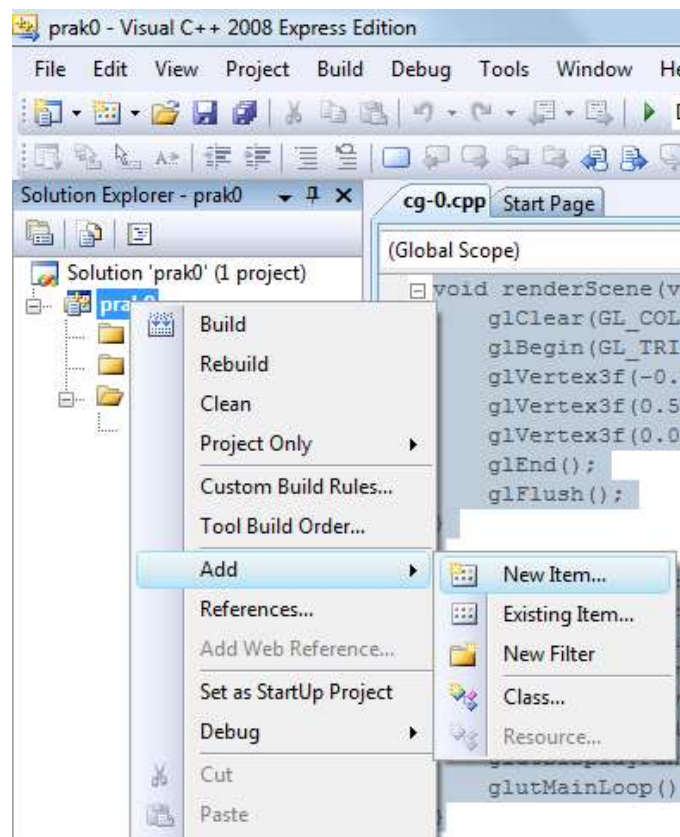 prak0 - Visual C++ 2008 Express Edition
File Edit View Project Build Debug Tools Window
Solution Explorer - prak0
cg-0.cpp Start Page
Solution 'prak0' (1 project)
(Global Scope)
void renderScene(v
glClear(GL_COL
glBegin(GL_TRI
glVertex3f(-0.
glVertex3f(0.5
glVertex3f(0.0
glEnd();
glFlush();
Build
Rebuild
Clean
Project Only
Custom Build Rules...
Tool Build Order...
Add
References...
Add Web Reference...
Set as StartUp Project
Debug
Cut
Paste
New Item...
Existing Item...
New Filter
Class...
Resource...
glutMainLoop()